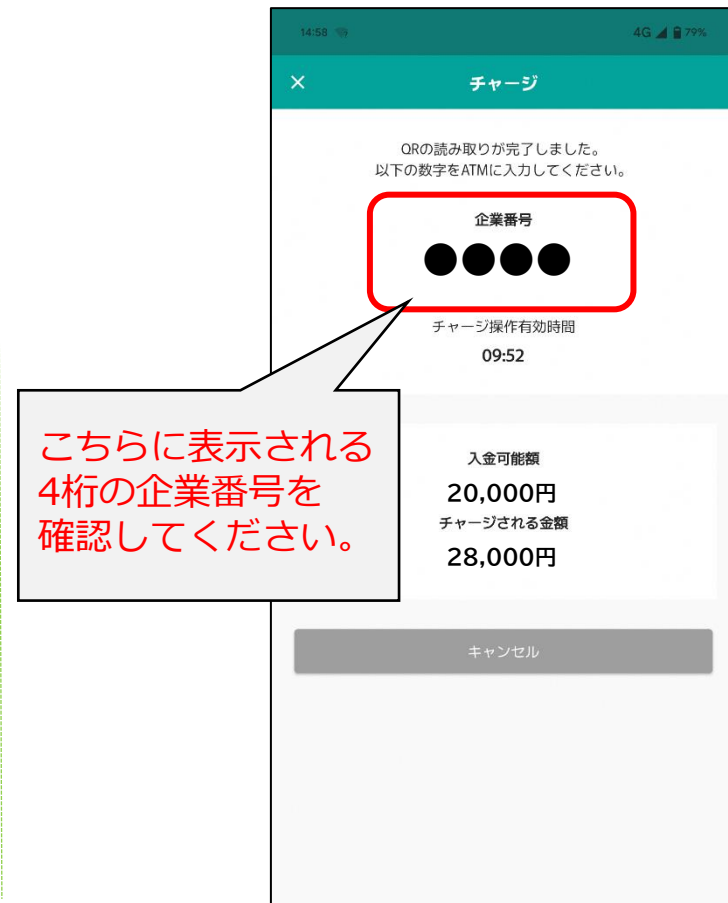 14:58
4G 79%
× チャージ
QRの読み取りが完了しました。
以下の数字をATMに入力してください。
企業番号
●●●●
チャージ操作有効時間
09:52
こちらに表示される
4桁の企業番号を
確認してください。
入金可能額
20,000円
チャージされる金額
28,000円
キャンセル